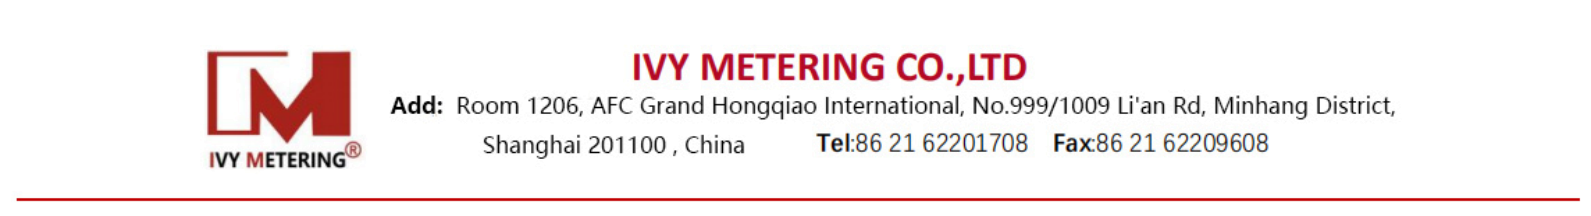 IVY METERING CO.,LTD
Add: Room 1206, AFC Grand Hongqiao International, No.999/1009 Li'an Rd, Minhang District,
Shanghai 201100 , China Tel:86 21 62201708 Fax:86 21 62209608
M
IVY METERING®